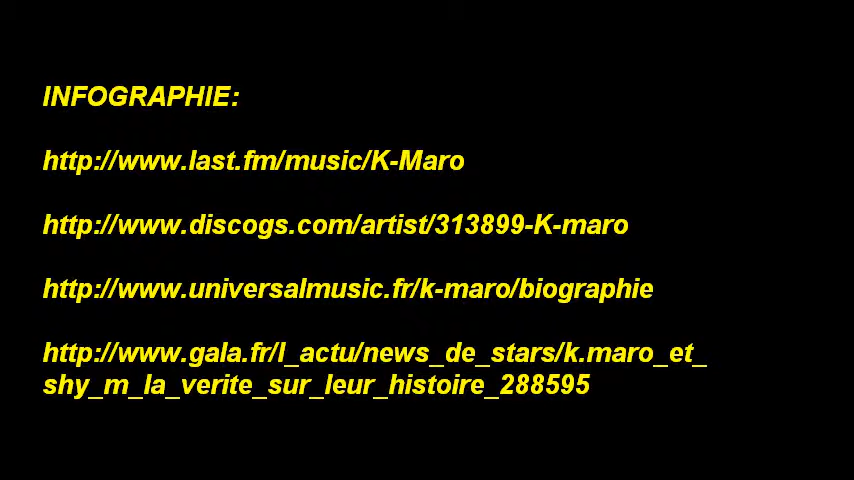 INFOGRAPHIE:
http://www.last.fm/music/K-Maro
http://www.discogs.com/artist/313899-K-maro
http://www.universalmusic.fr/k-maro/biographie
http://www.gala.fr/l_actu/news_de_stars/k.maro_et_
shy_m_la_verite_sur_leur_histoire_288595